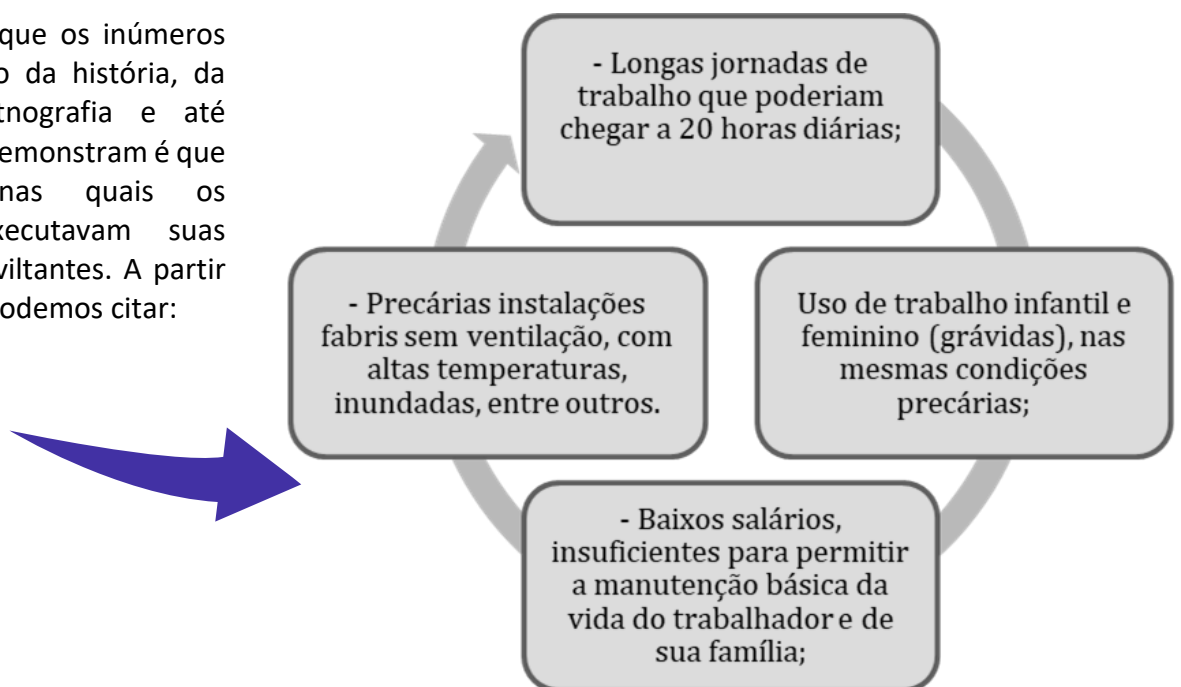 que os inúmeros
o da história, da
tnografia e até
emonstram é que
nas quais os
xecutavam suas
viltantes. A partir
odemos citar:
- Longas jornadas de
trabalho que poderiam
chegar a 20 horas diárias;
Uso de trabalho infantil e
feminino (grávidas), nas
mesmas condições
precárias;
- Baixos salários,
insuficientes para permitir
a manutenção básica da
vida do trabalhador e de
sua família;
- Precárias instalações
fabris sem ventilação, com
altas temperaturas,
inundadas, entre outros.